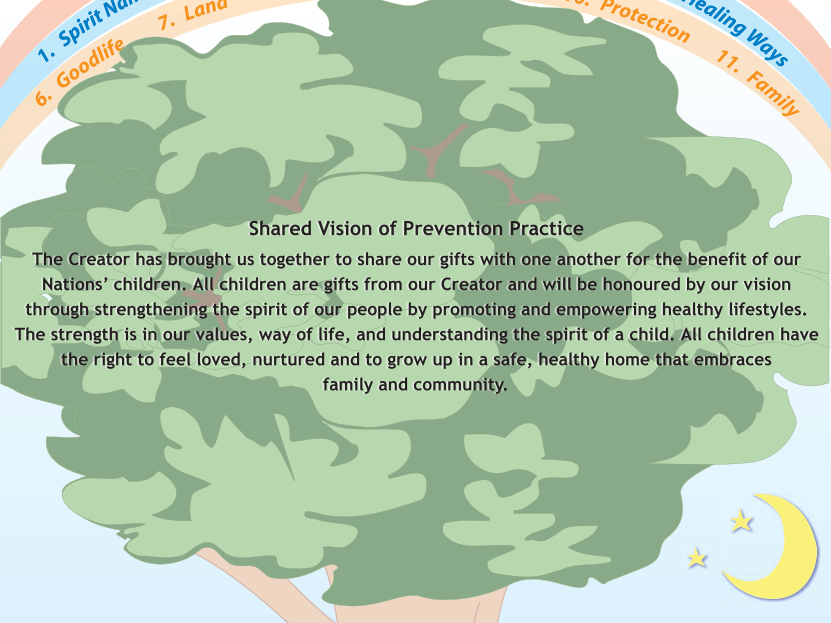 1. Spirit
Healing Ways
6. Goodlife
7. Land
Protection
11. Family
Shared Vision of Prevention Practice
The Creator has brought us together to share our gifts with one another for the benefit of our
Nations’ children. All children are gifts from our Creator and will be honoured by our vision
through strengthening the spirit of our people by promoting and empowering healthy lifestyles.
The strength is in our values, way of life, and understanding the spirit of a child. All children have
the right to feel loved, nurtured and to grow up in a safe, healthy home that embraces
family and community.